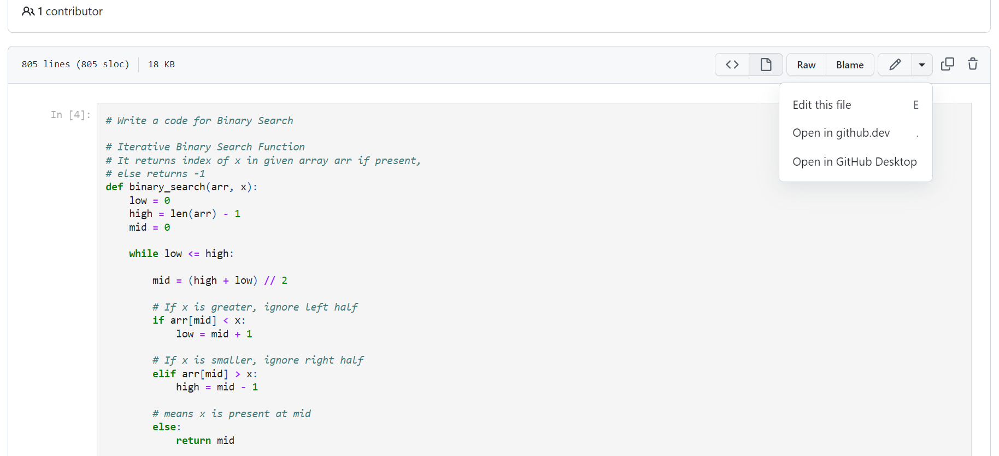 1 contributor
805 lines (805 sloc) 18 KB
Raw Blame
Edit this file E
Open in github.dev .
Open in GitHub Desktop
In [4]:
# Write a code for Binary Search
# Iterative Binary Search Function
# It returns index of x in given array arr if present,
# else returns -1
def binary_search(arr, x):
    low = 0
    high = len(arr) - 1
    mid = 0
    while low <= high:
        mid = (high + low) // 2
        # If x is greater, ignore left half
        if arr[mid] < x:
            low = mid + 1
        # If x is smaller, ignore right half
        elif arr[mid] > x:
            high = mid - 1
        # means x is present at mid
        else:
            return mid